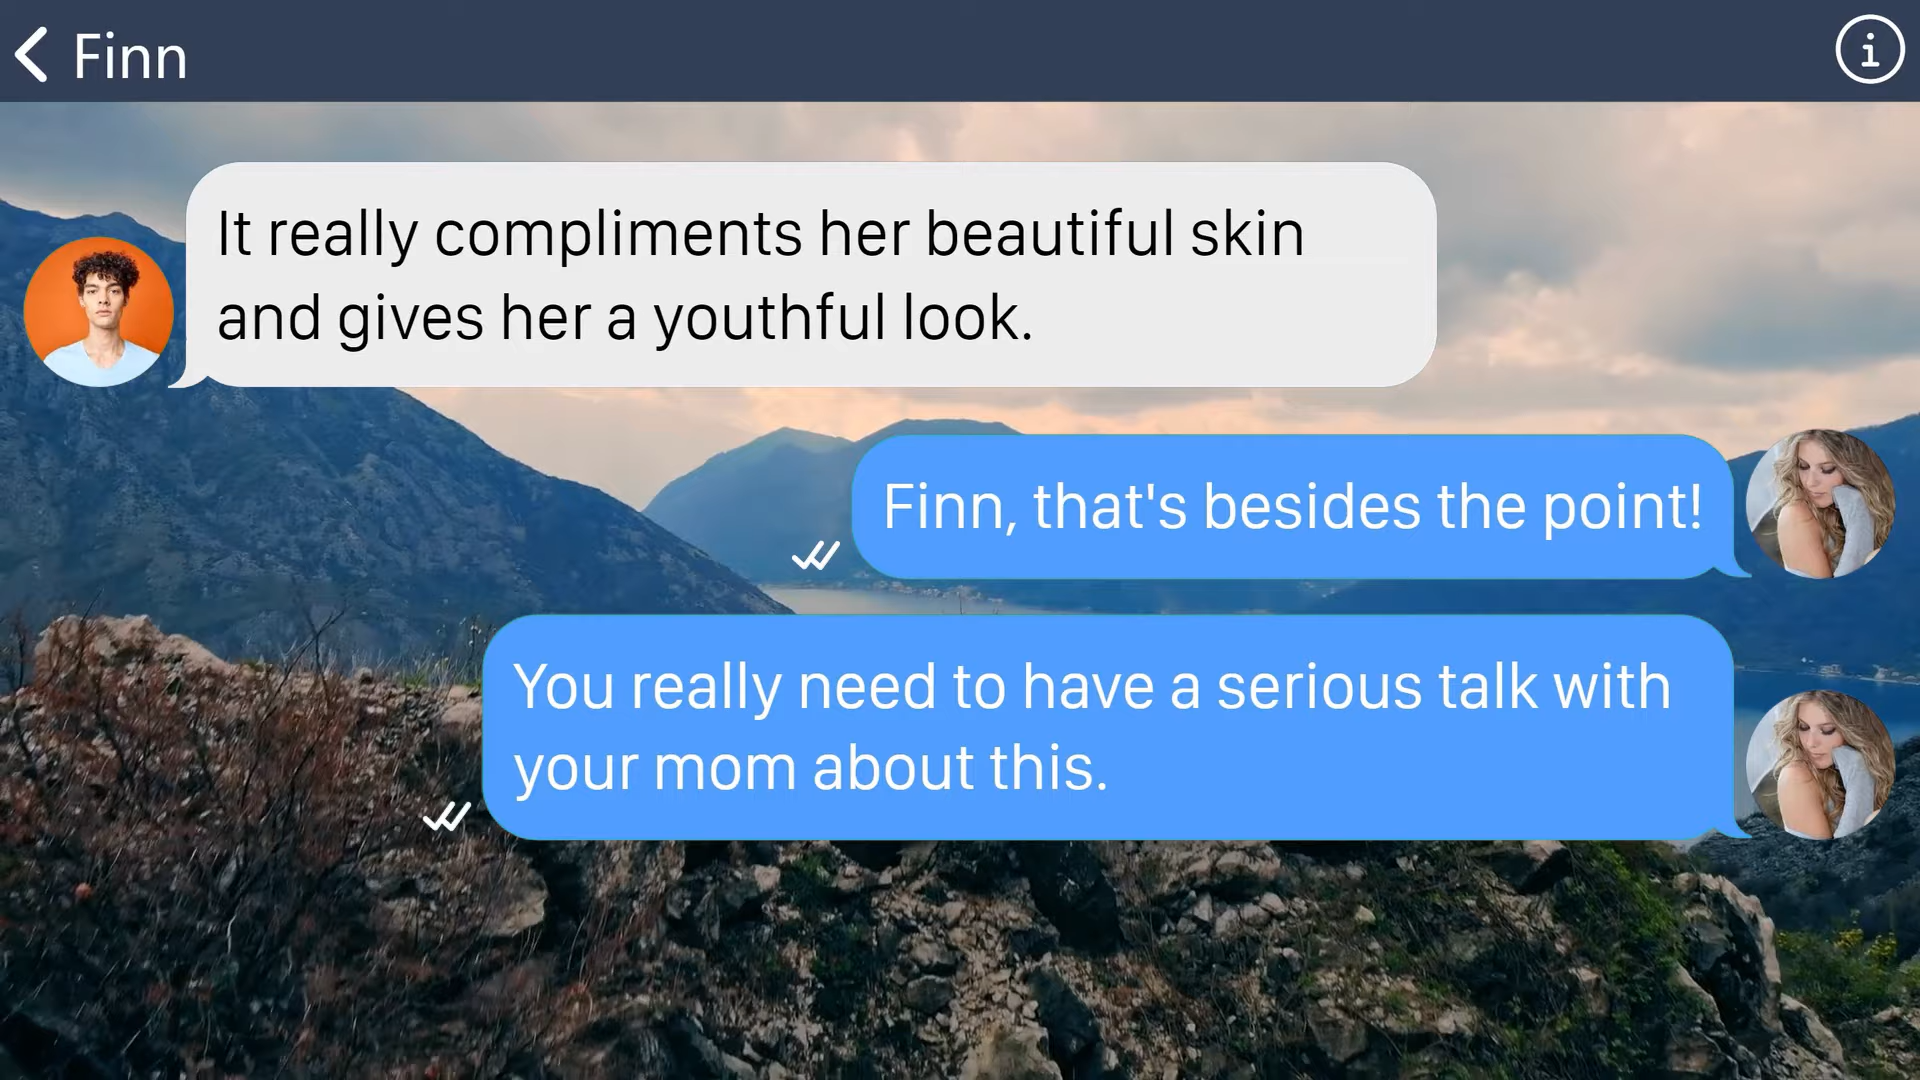 Finn
It really compliments her beautiful skin
and gives her a youthful look.
Finn, that's besides the point!
You really need to have a serious talk with
your mom about this.